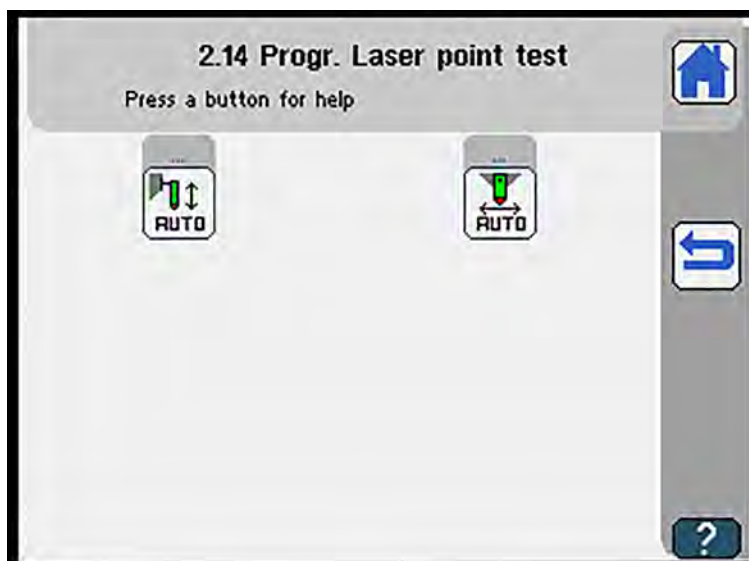 2.14 Progr. Laser point test
Press a button for help
AUTO
AUTO
?